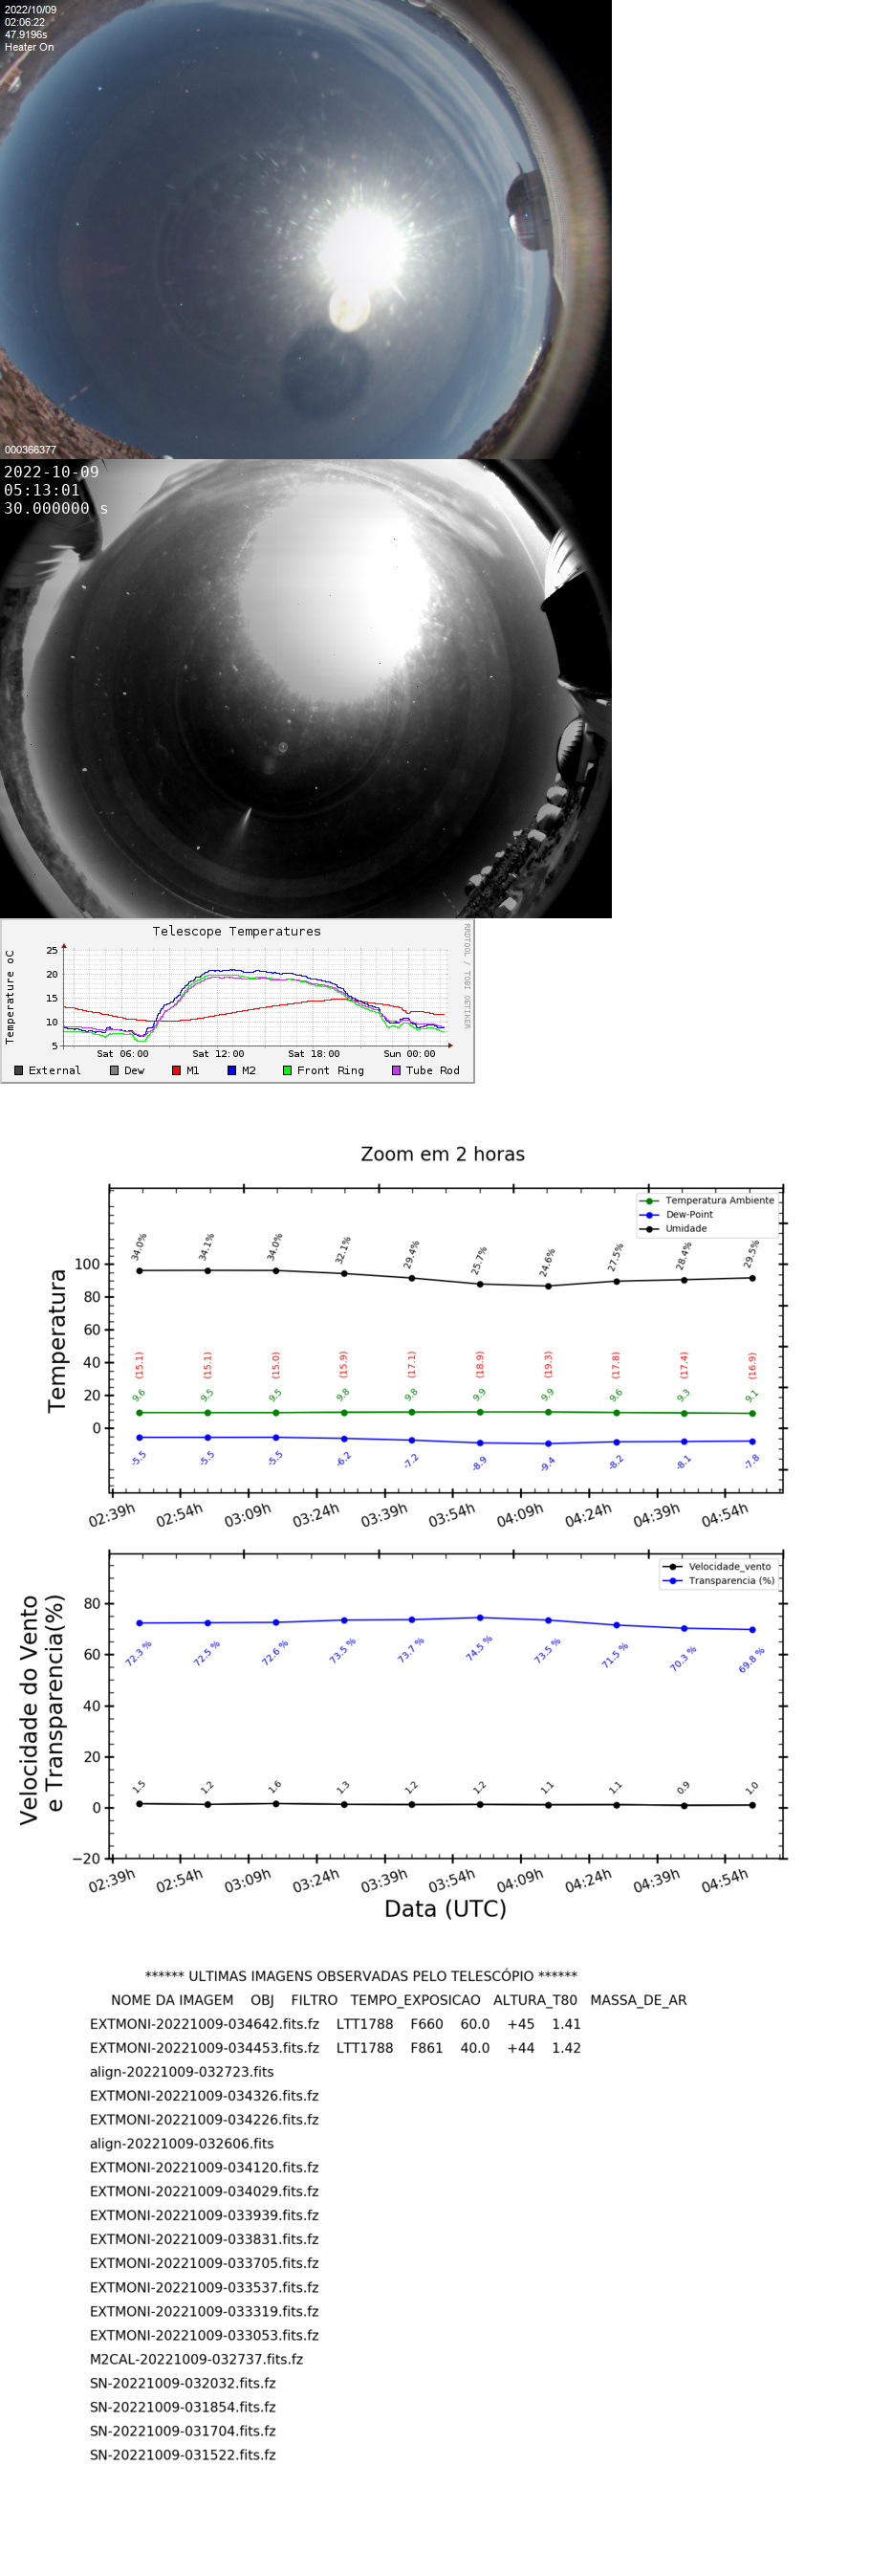 2022/10/09
02:06:22
47.9196s
Heater On
000366377
2022-10-09
05:13:01
30.000000 s
Telescope Temperatures
RRDTOOL / TOBI OETIKER
Temperature oC
25
20
15
10
5
Sat 06:00 Sat 12:00 Sat 18:00 Sun 00:00
External Dew M1 M2 Front Ring Tube Rod
Zoom em 2 horas
Temperatura Ambiente
Dew-Point
Umidade
Temperatura
100
80
60
40
20
0
34.0% 34.1% 34.0% 32.1% 29.4% 25.7% 24.6% 27.5% 28.4% 29.5%
(15.1) (15.1) (15.0) (15.9) (17.1) (18.9) (19.3) (17.8) (17.4) (16.9)
9.6 9.5 9.5 9.8 9.8 9.9 9.9 9.6 9.3 9.1
-5.5 -5.5 -5.5 -6.2 -7.2 -8.9 -9.4 -8.2 -8.1 -7.8
02:39h 02:54h 03:09h 03:24h 03:39h 03:54h 04:09h 04:24h 04:39h 04:54h
Velocidade_vento
Transparencia (%)
Velocidade do Vento
e Transparencia(%)
80
60
40
20
0
−20
72.3 % 72.5 % 72.6 % 73.5 % 73.7 % 74.5 % 73.5 % 71.5 % 70.3 % 69.8 %
1.5 1.2 1.6 1.3 1.2 1.2 1.1 1.1 0.9 1.0
02:39h 02:54h 03:09h 03:24h 03:39h 03:54h 04:09h 04:24h 04:39h 04:54h
Data (UTC)
****** ULTIMAS IMAGENS OBSERVADAS PELO TELESCÓPIO ******
NOME DA IMAGEM OBJ FILTRO TEMPO_EXPOSICAO ALTURA_T80 MASSA_DE_AR
EXTMONI-20221009-034642.fits.fz LTT1788 F660 60.0 +45 1.41
EXTMONI-20221009-034453.fits.fz LTT1788 F861 40.0 +44 1.42
align-20221009-032723.fits
EXTMONI-20221009-034326.fits.fz
EXTMONI-20221009-034226.fits.fz
align-20221009-032606.fits
EXTMONI-20221009-034120.fits.fz
EXTMONI-20221009-034029.fits.fz
EXTMONI-20221009-033939.fits.fz
EXTMONI-20221009-033831.fits.fz
EXTMONI-20221009-033705.fits.fz
EXTMONI-20221009-033537.fits.fz
EXTMONI-20221009-033319.fits.fz
EXTMONI-20221009-033053.fits.fz
M2CAL-20221009-032737.fits.fz
SN-20221009-032032.fits.fz
SN-20221009-031854.fits.fz
SN-20221009-031704.fits.fz
SN-20221009-031522.fits.fz